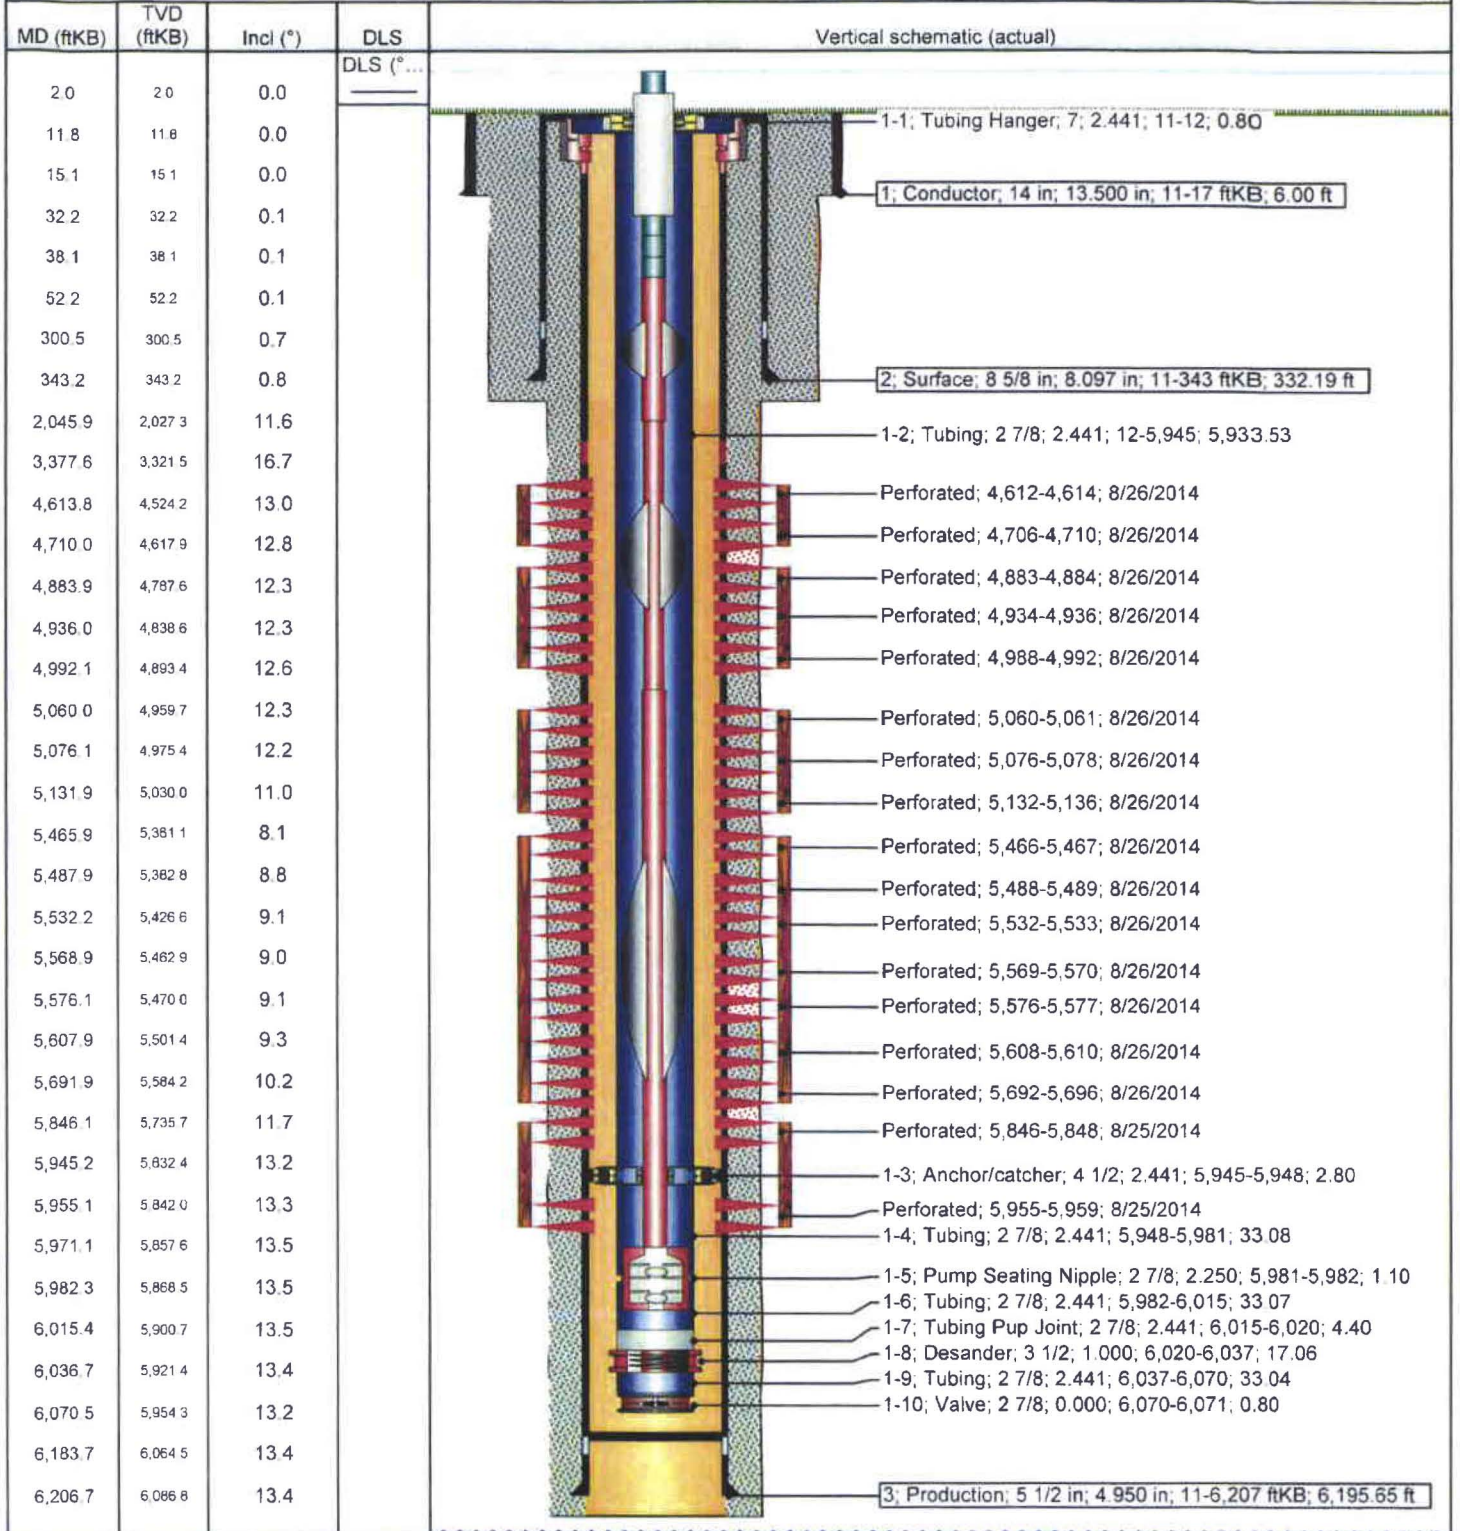 MD (ftKB) TVD (ftKB) Incl (°) DLS Vertical schematic (actual)
DLS (°...
2.0 2.0 0.0
11.8 11.8 0.0
15.1 15.1 0.0
32.2 32.2 0.1
38.1 38.1 0.1
52.2 52.2 0.1
300.5 300.5 0.7
343.2 343.2 0.8
2,045.9 2,027.3 11.6
3,377.6 3,321.5 16.7
4,613.8 4,524.2 13.0
4,710.0 4,617.9 12.8
4,883.9 4,787.6 12.3
4,936.0 4,838.6 12.3
4,992.1 4,893.4 12.6
5,060.0 4,959.7 12.3
5,076.1 4,975.4 12.2
5,131.9 5,030.0 11.0
5,465.9 5,361.1 8.1
5,487.9 5,382.8 8.8
5,532.2 5,426.6 9.1
5,568.9 5,462.9 9.0
5,576.1 5,470.0 9.1
5,607.9 5,501.4 9.3
5,691.9 5,584.2 10.2
5,846.1 5,735.7 11.7
5,945.2 5,832.4 13.2
5,955.1 5,842.0 13.3
5,971.1 5,857.6 13.5
5,982.3 5,868.5 13.5
6,015.4 5,900.7 13.5
6,036.7 5,921.4 13.4
6,070.5 5,954.3 13.2
6,183.7 6,064.5 13.4
6,206.7 6,086.8 13.4
1-1; Tubing Hanger; 7; 2.441; 11-12; 0.80
1; Conductor; 14 in; 13.500 in; 11-17 ftKB; 6.00 ft
2; Surface; 8 5/8 in; 8.097 in; 11-343 ftKB; 332.19 ft
1-2; Tubing; 2 7/8; 2.441; 12-5,945; 5,933.53
Perforated; 4,612-4,614; 8/26/2014
Perforated; 4,706-4,710; 8/26/2014
Perforated; 4,883-4,884; 8/26/2014
Perforated; 4,934-4,936; 8/26/2014
Perforated; 4,988-4,992; 8/26/2014
Perforated; 5,060-5,061; 8/26/2014
Perforated; 5,076-5,078; 8/26/2014
Perforated; 5,132-5,136; 8/26/2014
Perforated; 5,466-5,467; 8/26/2014
Perforated; 5,488-5,489; 8/26/2014
Perforated; 5,532-5,533; 8/26/2014
Perforated; 5,569-5,570; 8/26/2014
Perforated; 5,576-5,577; 8/26/2014
Perforated; 5,608-5,610; 8/26/2014
Perforated; 5,692-5,696; 8/26/2014
Perforated; 5,846-5,848; 8/25/2014
1-3; Anchor/catcher; 4 1/2; 2.441; 5,945-5,948; 2.80
Perforated; 5,955-5,959; 8/25/2014
1-4; Tubing; 2 7/8; 2.441; 5,948-5,981; 33.08
1-5; Pump Seating Nipple; 2 7/8; 2.250; 5,981-5,982; 1.10
1-6; Tubing; 2 7/8; 2.441; 5,982-6,015; 33.07
1-7; Tubing Pup Joint; 2 7/8; 2.441; 6,015-6,020; 4.40
1-8; Desander; 3 1/2; 1.000; 6,020-6,037; 17.06
1-9; Tubing; 2 7/8; 2.441; 6,037-6,070; 33.04
1-10; Valve; 2 7/8; 0.000; 6,070-6,071; 0.80
3; Production; 5 1/2 in; 4.950 in; 11-6,207 ftKB; 6,195.65 ft